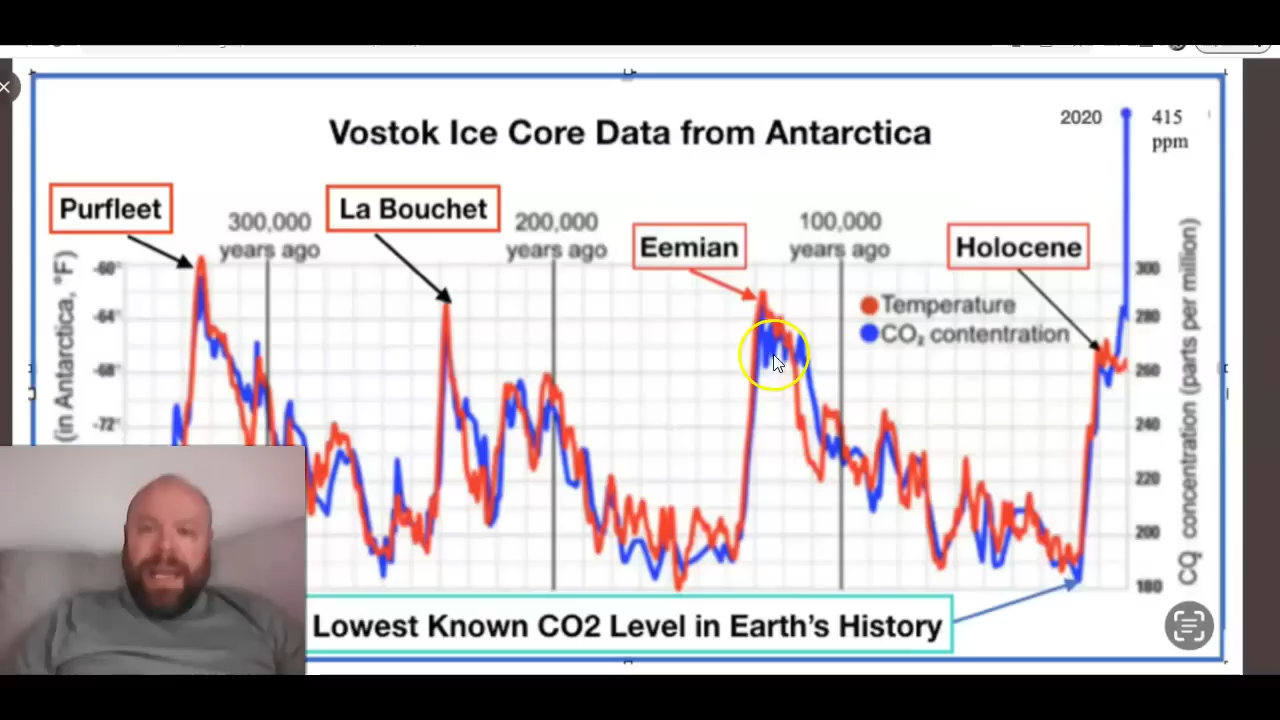 Vostok Ice Core Data from Antarctica
2020
415
ppm
Purfleet
La Bouchet
Eemian
Holocene
300,000
years ago
200,000
years ago
100,000
years ago
(in Antarctica, °F)
-60°
-64°
-68°
-72°
Temperature
CO₂ contentration
300
280
260
240
220
200
180
CO₂ concentration (parts per million)
Lowest Known CO2 Level in Earth's History